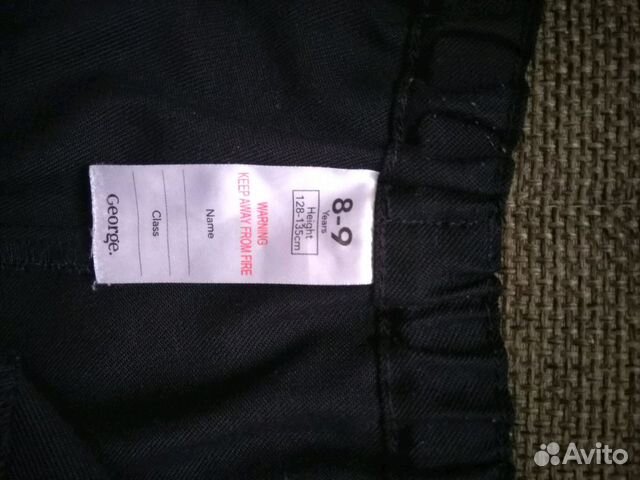 8-9
Years
Height
128-135cm
WARNING
KEEP AWAY FROM FIRE
Name
Class
George.
Avito